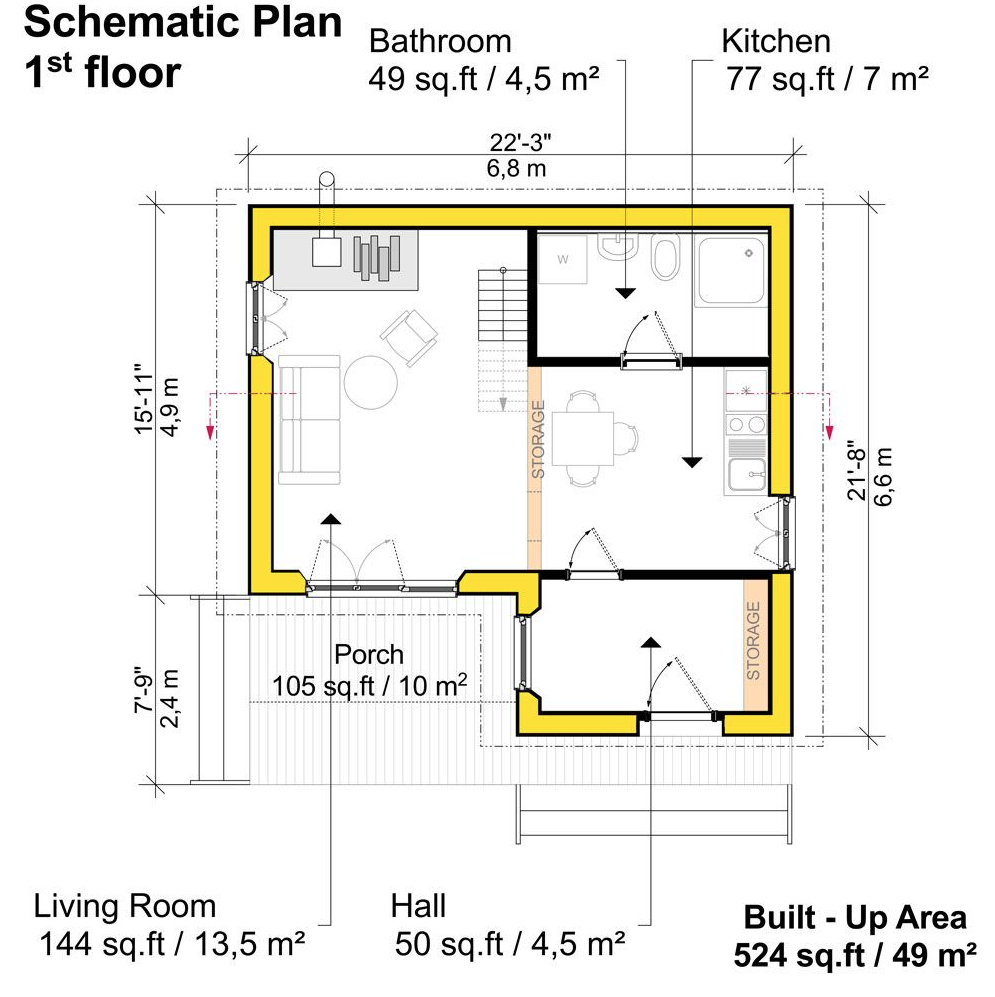 Schematic Plan
1st floor
Bathroom
49 sq.ft / 4,5 m²
Kitchen
77 sq.ft / 7 m²
22'-3"
6,8 m
W
15'-11"
4,9 m
STORAGE
21'-8"
6,6 m
STORAGE
Porch
105 sq.ft / 10 m²
7'-9"
2,4 m
Living Room
144 sq.ft / 13,5 m²
Hall
50 sq.ft / 4,5 m²
Built - Up Area
524 sq.ft / 49 m²